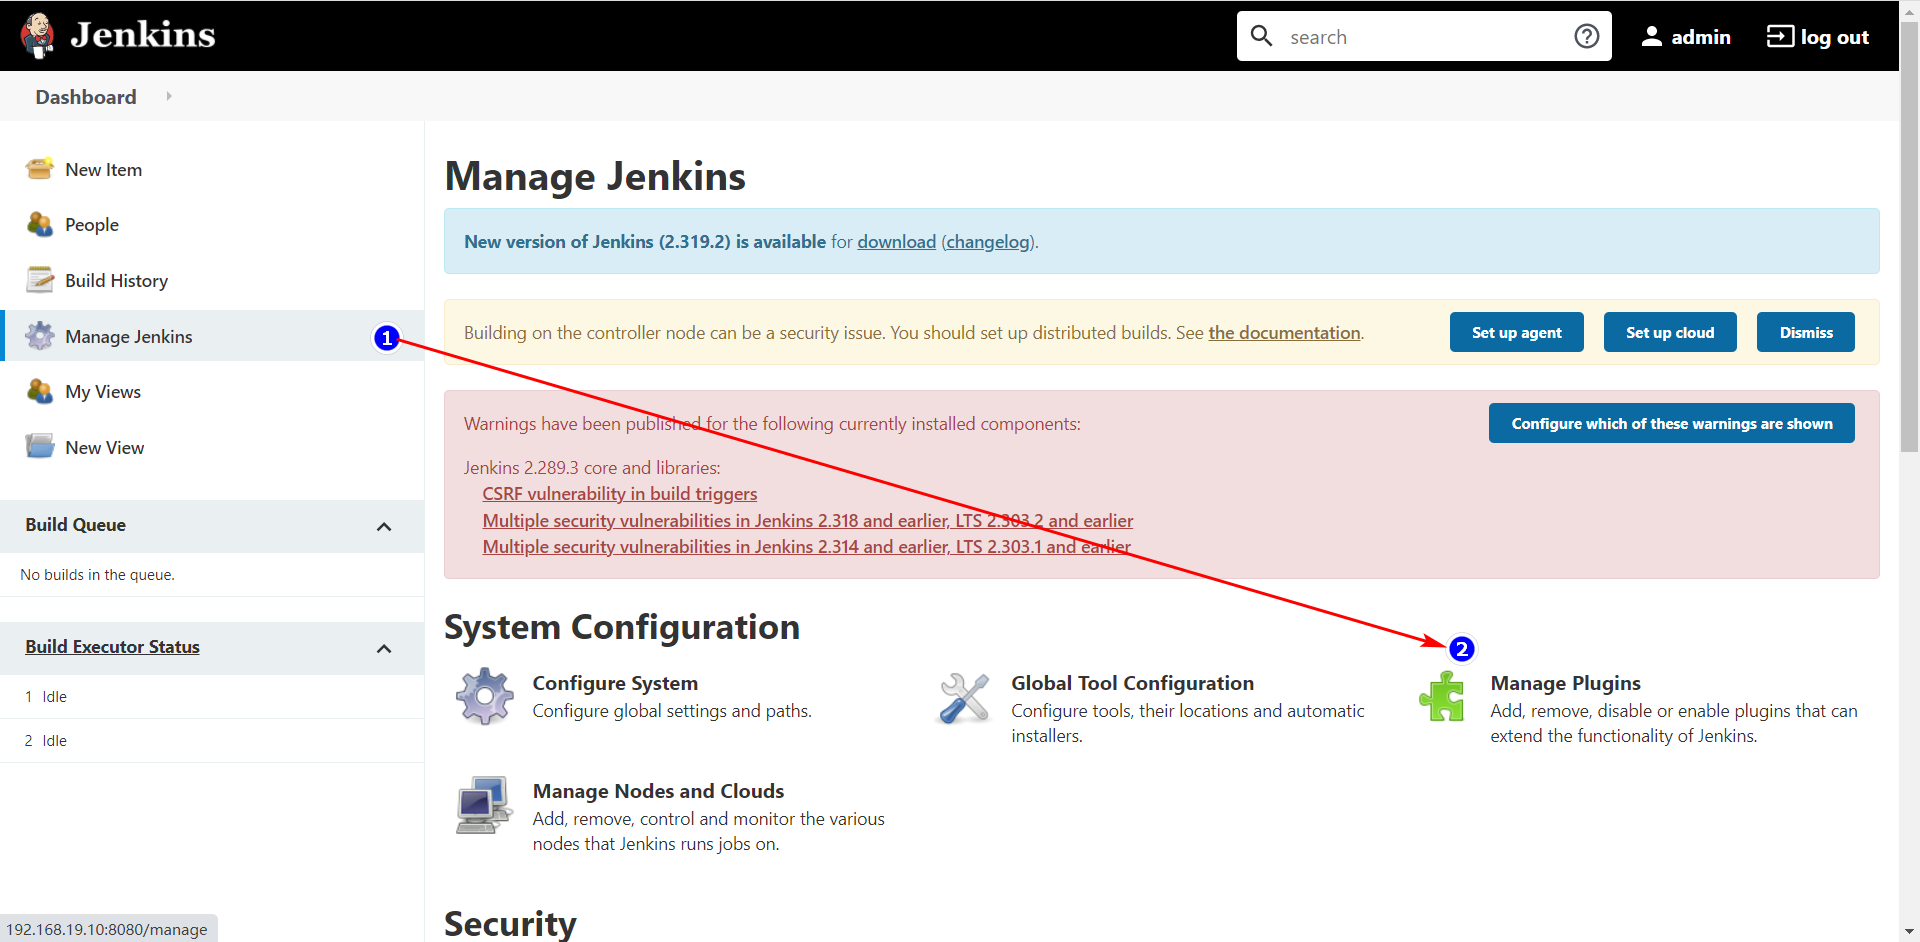 Jenkins
search
admin
log out
Dashboard
New Item
People
Build History
Manage Jenkins
1
My Views
New View
Build Queue
No builds in the queue.
Build Executor Status
1 Idle
2 Idle
Manage Jenkins
New version of Jenkins (2.319.2) is available for download (changelog).
Building on the controller node can be a security issue. You should set up distributed builds. See the documentation.
Set up agent
Set up cloud
Dismiss
Warnings have been published for the following currently installed components:
Configure which of these warnings are shown
Jenkins 2.289.3 core and libraries:
CSRF vulnerability in build triggers
Multiple security vulnerabilities in Jenkins 2.318 and earlier, LTS 2.303.2 and earlier
Multiple security vulnerabilities in Jenkins 2.314 and earlier, LTS 2.303.1 and earlier
System Configuration
2
Configure System
Configure global settings and paths.
Global Tool Configuration
Configure tools, their locations and automatic
installers.
Manage Plugins
Add, remove, disable or enable plugins that can
extend the functionality of Jenkins.
Manage Nodes and Clouds
Add, remove, control and monitor the various
nodes that Jenkins runs jobs on.
Security
192.168.19.10:8080/manage